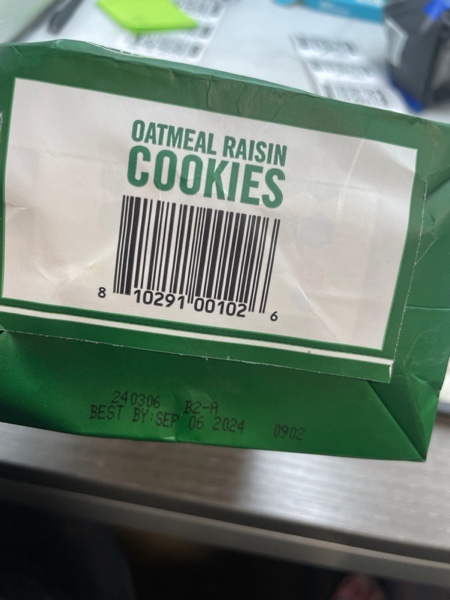 OATMEAL RAISIN
COOKIES
8 10291 00102 6
240306 B2-A
BEST BY:SEP 06 2024 0902